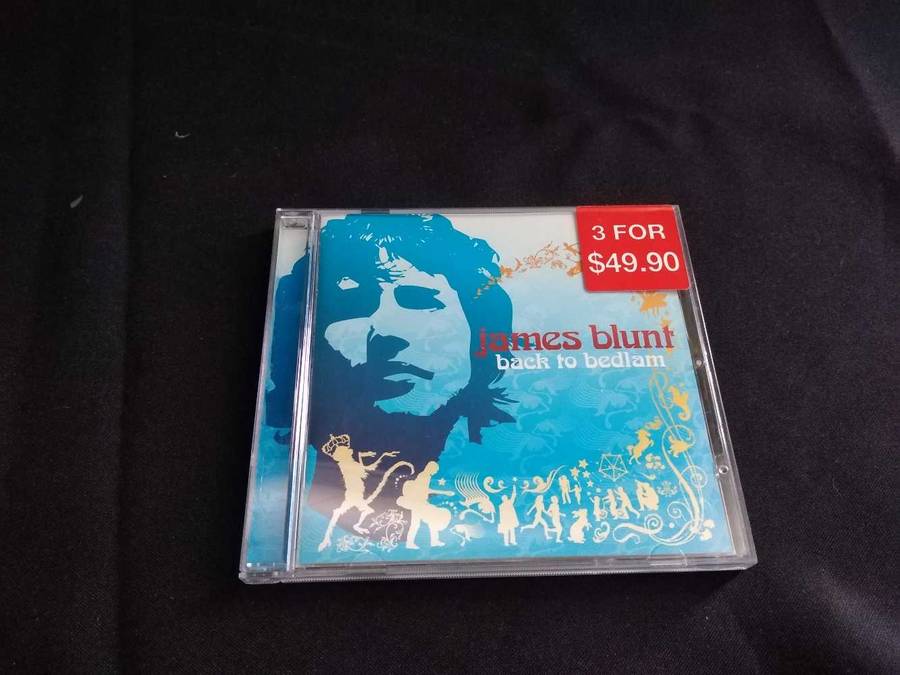 3 FOR
$49.90
james blunt
back to bedlam